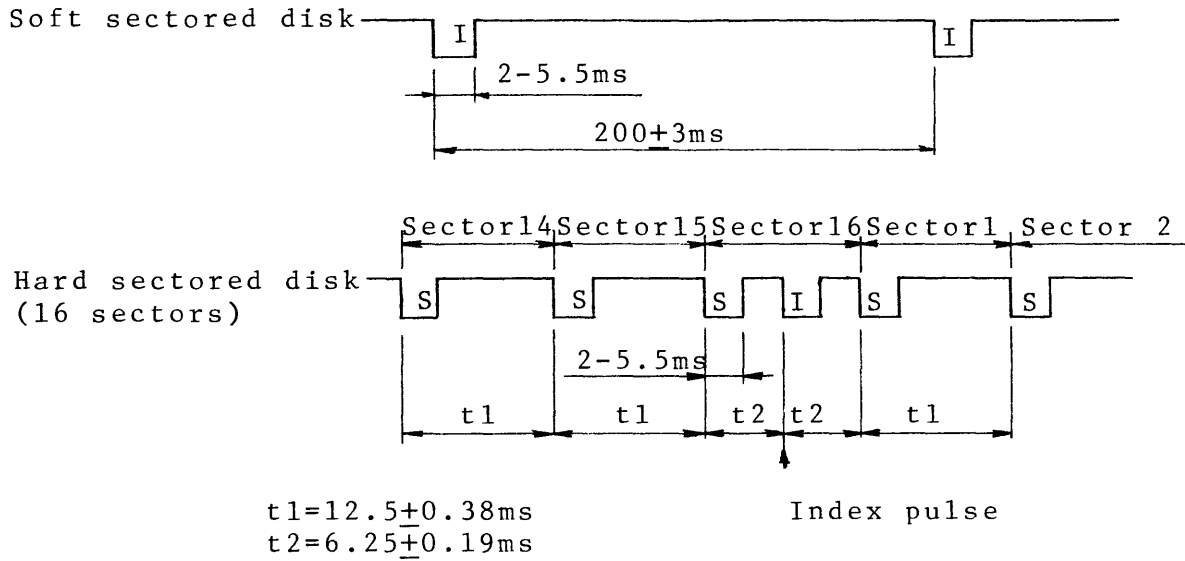 Soft sectored disk
I I
2-5.5ms
200±3ms
Sector14 Sector15 Sector16 Sector1 Sector 2
Hard sectored disk
S S S I S S
(16 sectors)
2-5.5ms
t1 t1 t2 t2 t1
t1=12.5±0.38ms Index pulse
t2=6.25±0.19ms